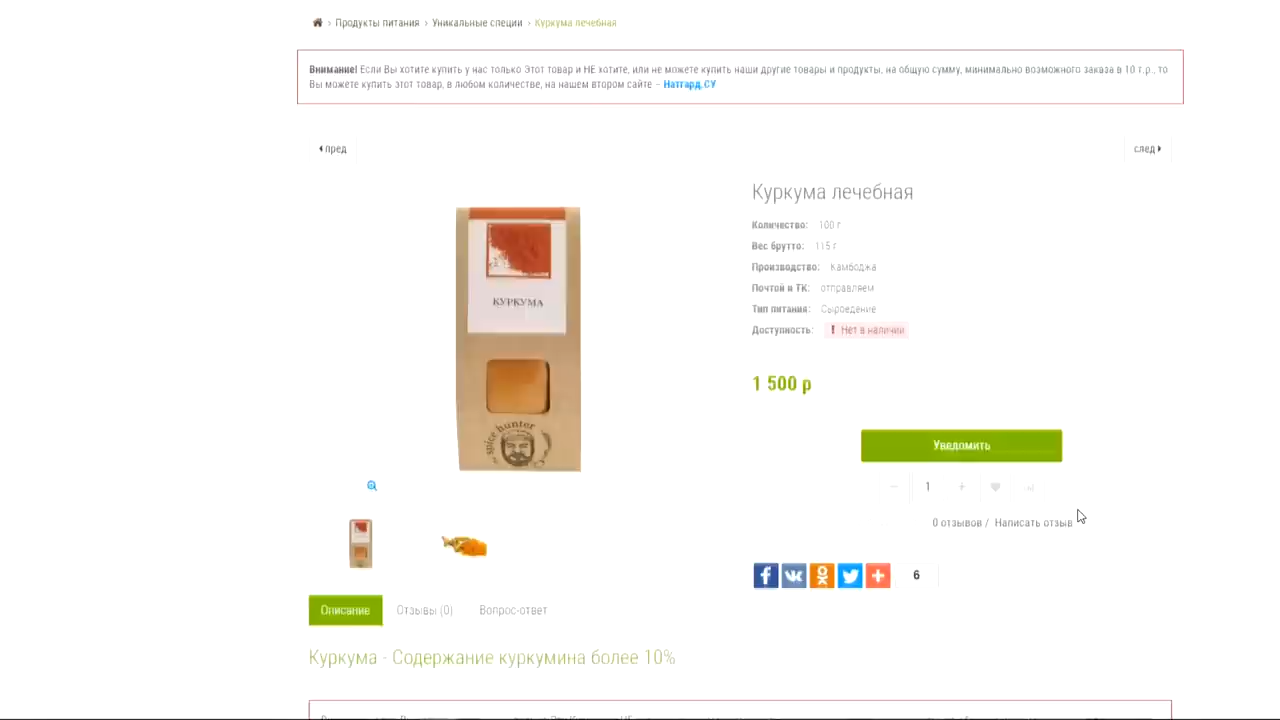 › Продукты питания › Уникальные специи › Куркума лечебная
Внимание! Если Вы хотите купить у нас только Этот товар и НЕ хотите, или не можете купить наши другие товары и продукты, на общую сумму, минимально возможного заказа в 10 т.р., то
Вы можете купить этот товар, в любом количестве, на нашем втором сайте – Натгард.СУ
пред
след
Куркума лечебная
Количество: 100 г
Вес брутто: 115 г
Производство: Камбоджа
Почтой и ТК: отправляем
Тип питания: Сыроедение
Доступность: ! Нет в наличии
1 500 р
КУРКУМА
spice hunter
Уведомить
− 1 +
0 отзывов / Написать отзыв
6
Описание Отзывы (0) Вопрос-ответ
Куркума - Содержание куркумина более 10%